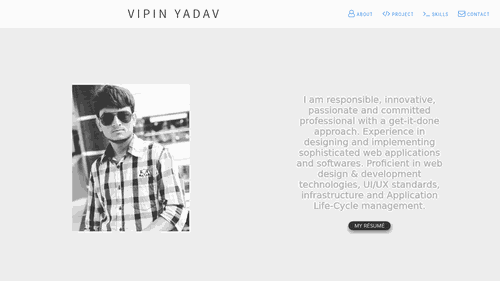 VIPIN YADAV
ABOUT
PROJECT
SKILLS
CONTACT
I am responsible, innovative,
passionate and committed
professional with a get-it-done
approach. Experience in
designing and implementing
sophisticated web applications
and softwares. Proficient in web
design & development
technologies, UI/UX standards,
infrastructure and Application
Life-Cycle management.
MY RÉSUMÉ